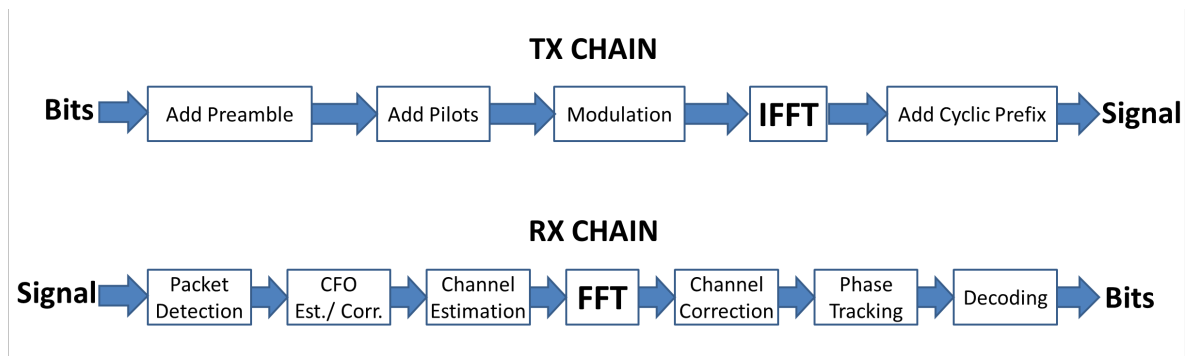 TX CHAIN
Bits
Add Preamble
Add Pilots
Modulation
IFFT
Add Cyclic Prefix
Signal
RX CHAIN
Signal
Packet
Detection
CFO
Est./ Corr.
Channel
Estimation
FFT
Channel
Correction
Phase
Tracking
Decoding
Bits